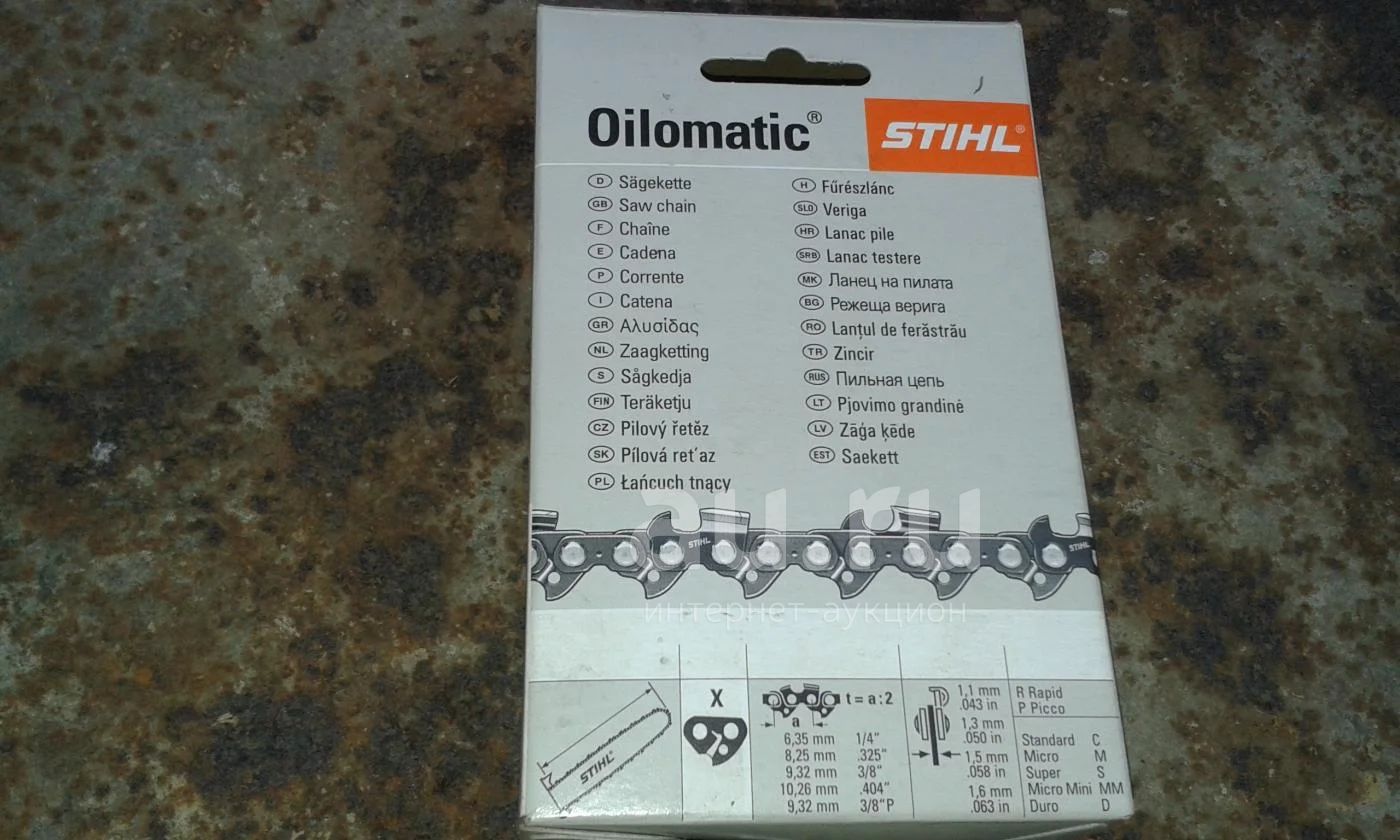 Oilomatic®
STIHL®
D Sägekette
GB Saw chain
F Chaîne
E Cadena
P Corrente
I Catena
GR Αλυσίδας
NL Zaagketting
S Sågkedja
FIN Teräketju
CZ Pilový řetěz
SK Pílová ret'az
PL Łańcuch tnący
H Fűrészlánc
SLO Veriga
HR Lanac pile
SRB Lanac testere
MK Ланец на пилата
BG Режеща верига
RO Lanțul de ferăstrău
TR Zincir
RUS Пильная цепь
LT Pjovimo grandinė
LV Zāģa ķēde
EST Saekett
au.ru
STIHL
STIHL
интернет-аукцион
STIHL®
X
t = a : 2
a
6,35 mm 1/4"
8,25 mm .325"
9,32 mm 3/8"
10,26 mm .404"
9,32 mm 3/8"P
1,1 mm
.043 in
1,3 mm
.050 in
1,5 mm
.058 in
1,6 mm
.063 in
R Rapid
P Picco
Standard C
Micro M
Super S
Micro Mini MM
Duro D